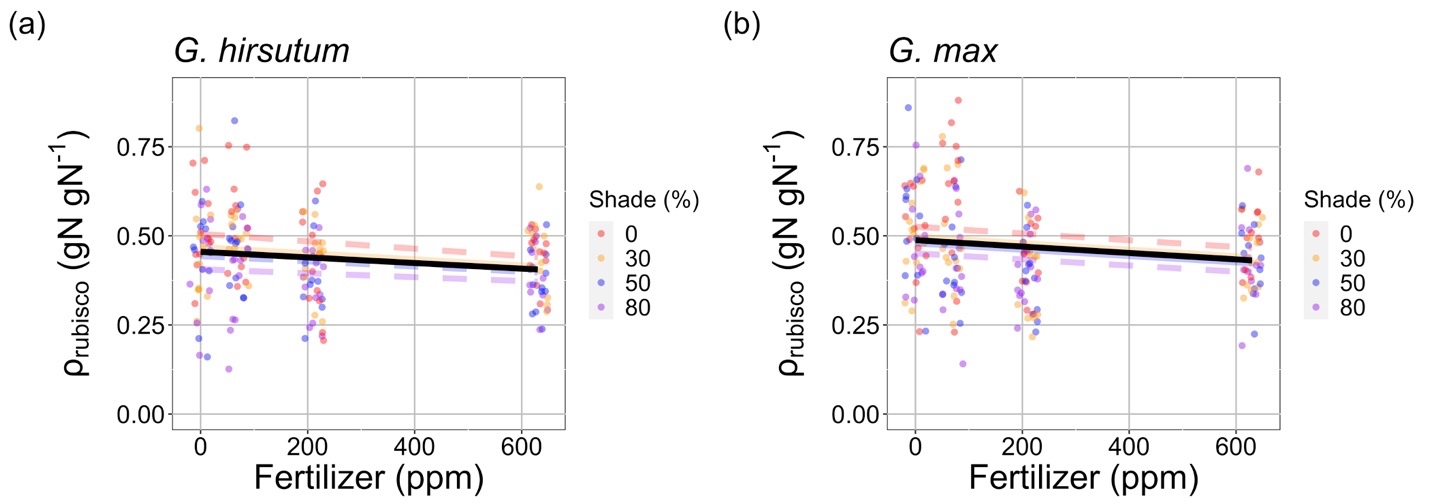 (a)
G. hirsutum
ρrubisco (gN gN⁻¹)
0.75
0.50
0.25
0.00
0 200 400 600
Fertilizer (ppm)
Shade (%)
0
30
50
80
(b)
G. max
ρrubisco (gN gN⁻¹)
0.75
0.50
0.25
0.00
0 200 400 600
Fertilizer (ppm)
Shade (%)
0
30
50
80